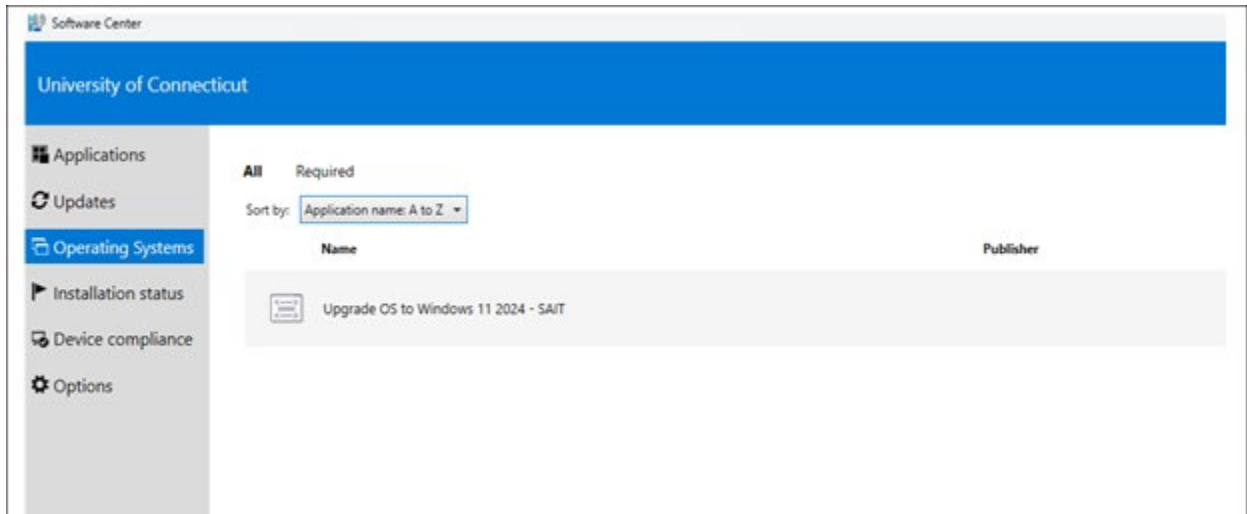 Software Center
University of Connecticut
Applications
Updates
Operating Systems
Installation status
Device compliance
Options
All Required
Sort by: Application name: A to Z
Name Publisher
Upgrade OS to Windows 11 2024 - SAIT